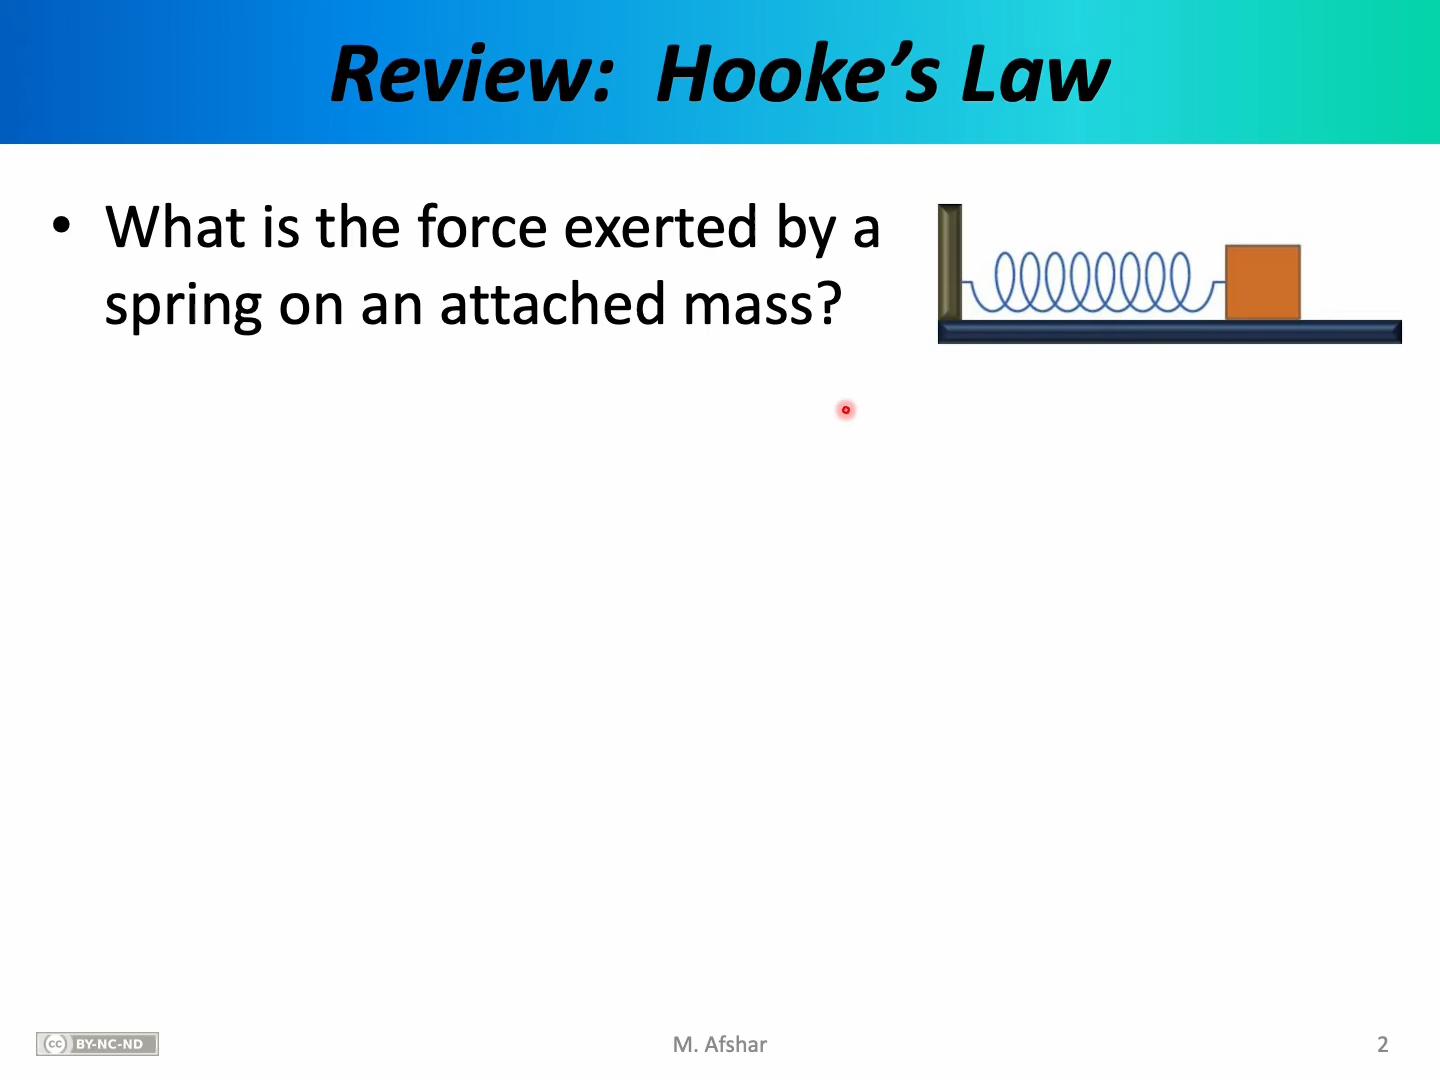 Review: Hooke’s Law
• What is the force exerted by a
spring on an attached mass?
cc BY-NC-ND
M. Afshar
2